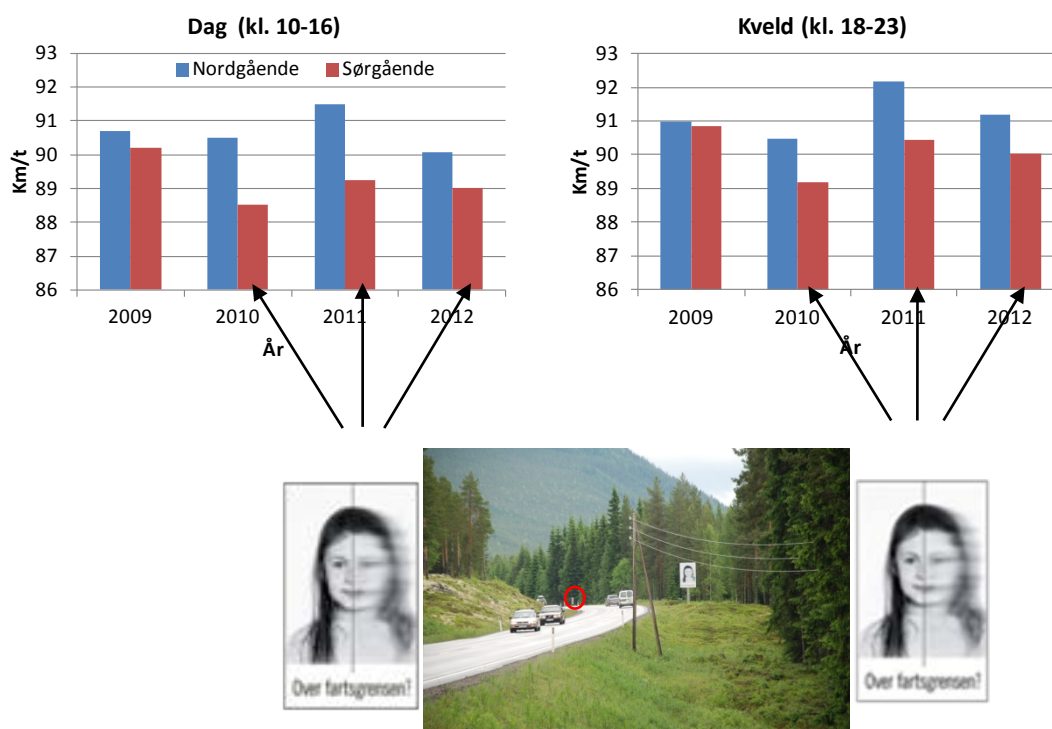 Dag (kl. 10-16)
93
92
91
90
89
88
87
86
Km/t
Nordgående
Sørgående
2009
2010
2011
2012
År
Kveld (kl. 18-23)
93
92
91
90
89
88
87
86
Km/t
2009
2010
2011
2012
År
Over fartsgrensen?
Over fartsgrensen?